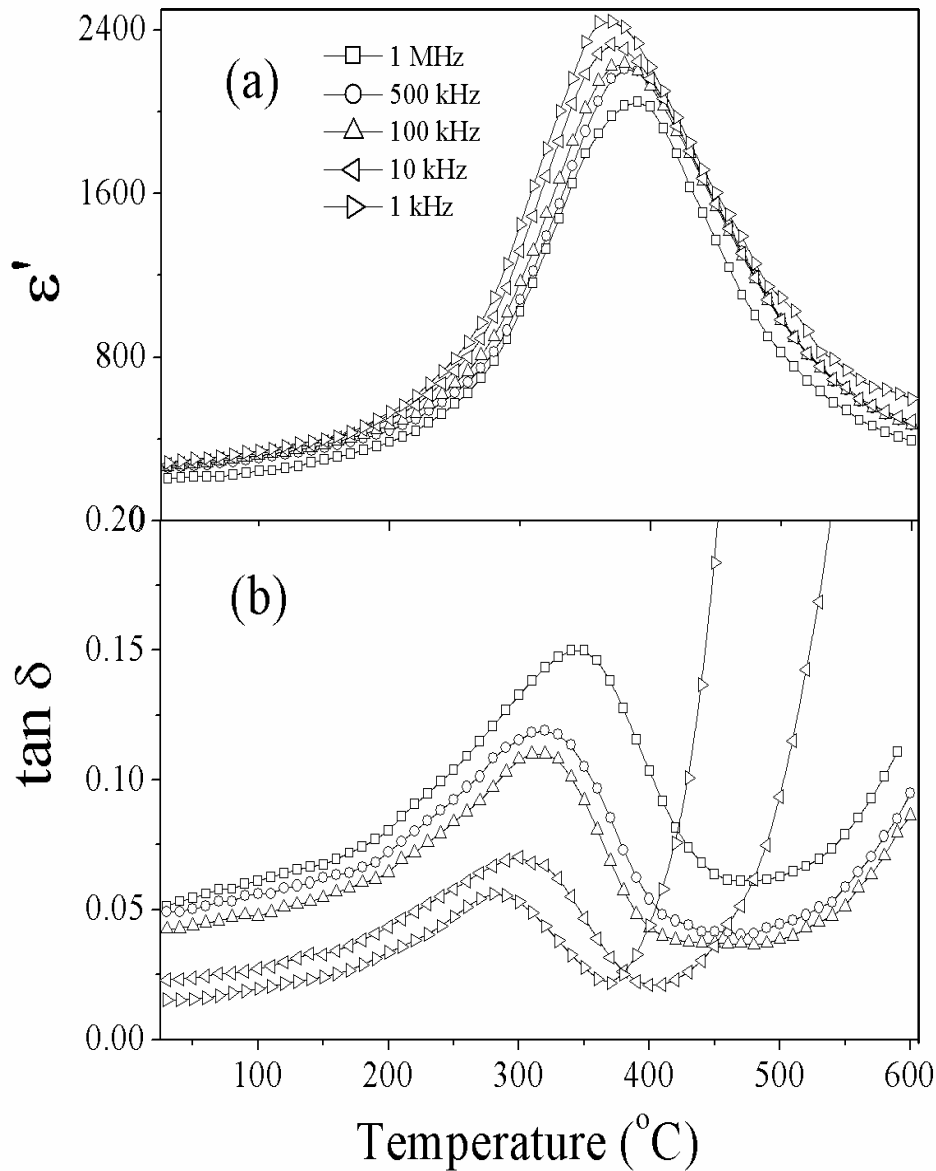 2400
(a)
1 MHz
500 kHz
100 kHz
10 kHz
1 kHz
1600
ε'
800
0.20
(b)
0.15
tan δ
0.10
0.05
0.00
100 200 300 400 500 600
Temperature (°C)